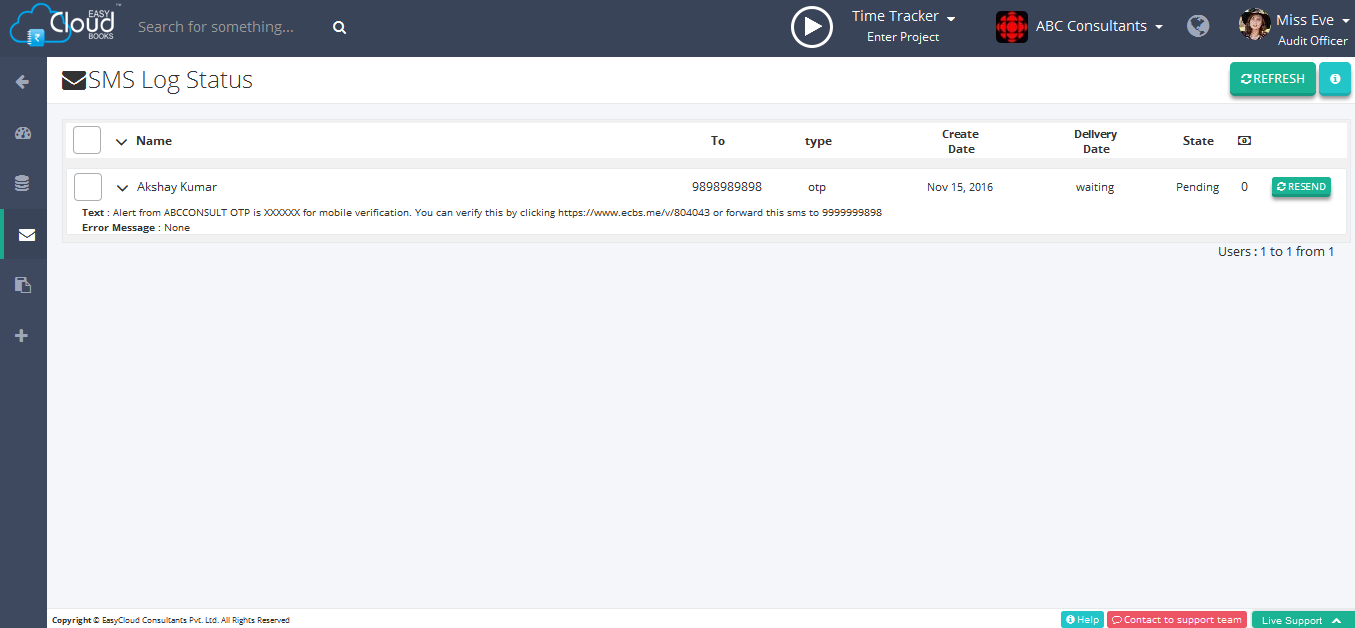 EASY
Cloud
BOOKS
™
Search for something...
Time Tracker
Enter Project
ABC Consultants
Miss Eve
Audit Officer
SMS Log Status
REFRESH
Name To type Create Date Delivery Date State
Akshay Kumar 9898989898 otp Nov 15, 2016 waiting Pending 0 RESEND
Text : Alert from ABCCONSULT OTP is XXXXXX for mobile verification. You can verify this by clicking https://www.ecbs.me/v/804043 or forward this sms to 9999999898
Error Message : None
Users : 1 to 1 from 1
Copyright © EasyCloud Consultants Pvt. Ltd. All Rights Reserved
Help
Contact to support team
Live Support